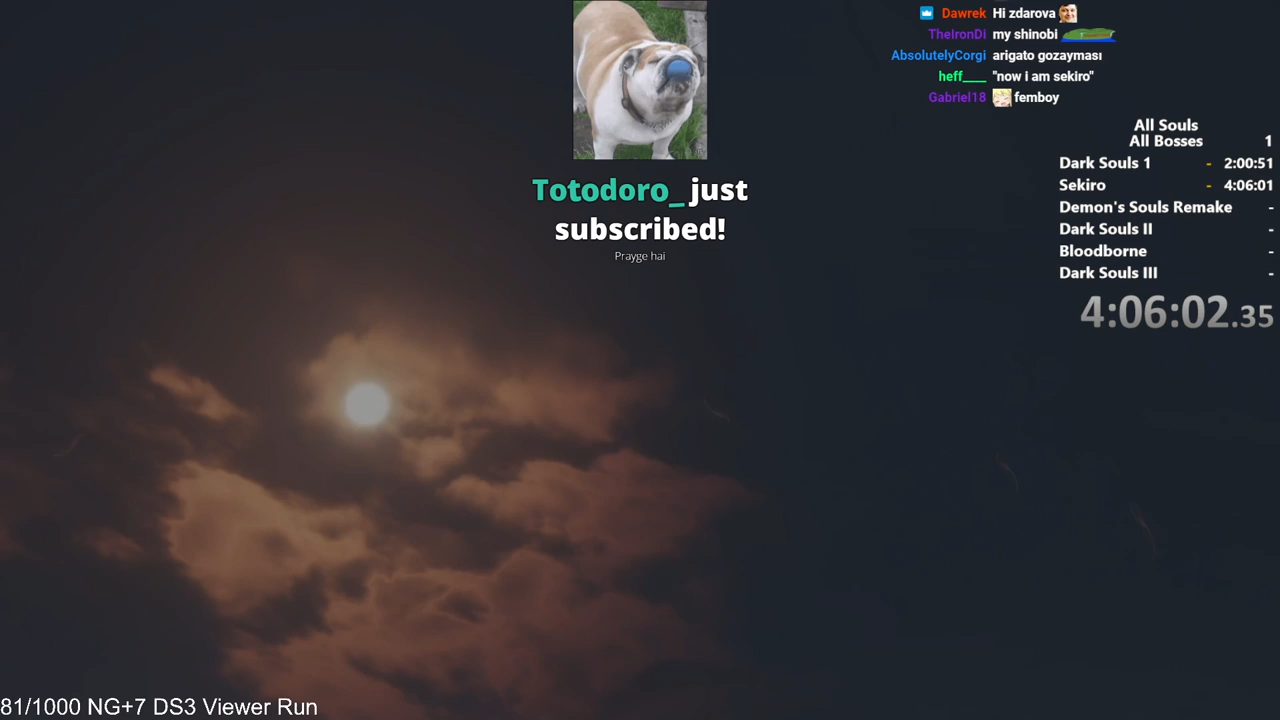 Dawrek Hi zdarova
TheIronDi my shinobi
AbsolutelyCorgi arigato gozayması
heff____ "now i am sekiro"
Gabriel18 femboy
All Souls
All Bosses 1
Dark Souls 1 - 2:00:51
Sekiro - 4:06:01
Demon's Souls Remake -
Dark Souls II -
Bloodborne -
Dark Souls III -
4:06:02.35
Totodoro_ just
subscribed!
Prayge hai
81/1000 NG+7 DS3 Viewer Run